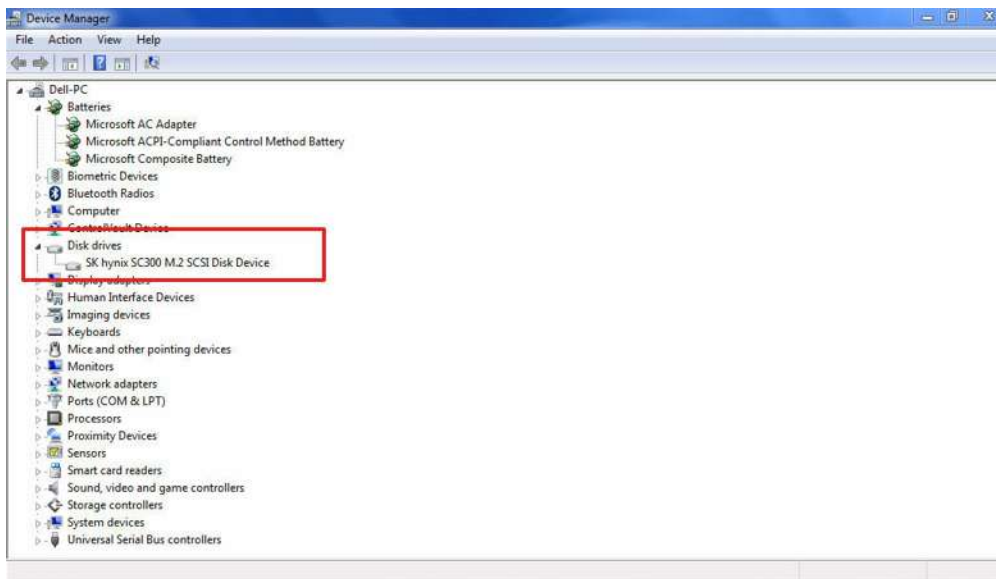 Device Manager
File Action View Help
Dell-PC
Batteries
Microsoft AC Adapter
Microsoft ACPI-Compliant Control Method Battery
Microsoft Composite Battery
Biometric Devices
Bluetooth Radios
Computer
ControlVault Device
Disk drives
SK hynix SC300 M.2 SCSI Disk Device
Display adapters
Human Interface Devices
Imaging devices
Keyboards
Mice and other pointing devices
Monitors
Network adapters
Ports (COM & LPT)
Processors
Proximity Devices
Sensors
Smart card readers
Sound, video and game controllers
Storage controllers
System devices
Universal Serial Bus controllers